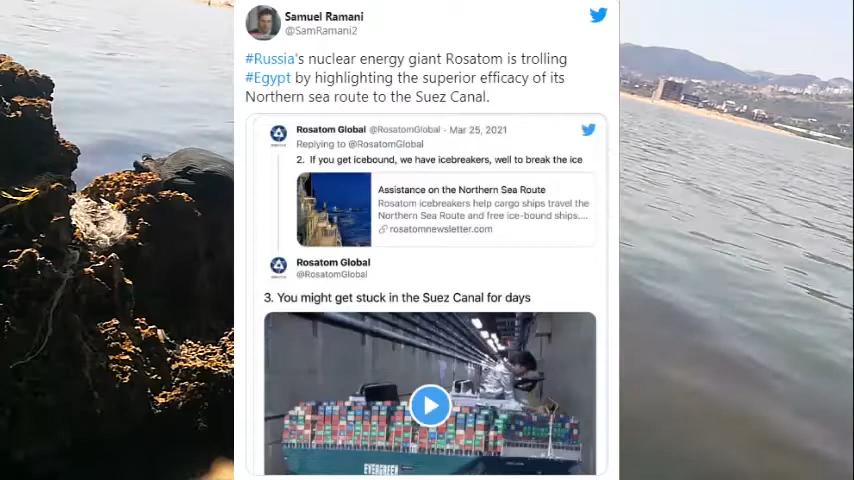 Samuel Ramani
@SamRamani2
#Russia's nuclear energy giant Rosatom is trolling
#Egypt by highlighting the superior efficacy of its
Northern sea route to the Suez Canal.
Rosatom Global @RosatomGlobal · Mar 25, 2021
Replying to @RosatomGlobal
2. If you get icebound, we have icebreakers, well to break the ice
Assistance on the Northern Sea Route
Rosatom icebreakers help cargo ships travel the
Northern Sea Route and free ice-bound ships....
rosatomnewsletter.com
Rosatom Global
@RosatomGlobal
3. You might get stuck in the Suez Canal for days
EVERGREEN